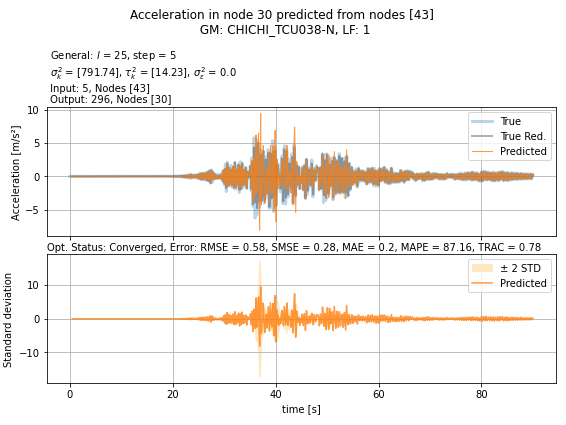 Acceleration in node 30 predicted from nodes [43]
GM: CHICHI_TCU038-N, LF: 1
General: l = 25, step = 5
σ²ₖ = [791.74], τ²ₖ = [14.23], σ²ε = 0.0
Input: 5, Nodes [43]
Output: 296, Nodes [30]
Acceleration [m/s²]
10
5
0
−5
True
True Red.
Predicted
Opt. Status: Converged, Error: RMSE = 0.58, SMSE = 0.28, MAE = 0.2, MAPE = 87.16, TRAC = 0.78
Standard deviation
10
0
−10
± 2 STD
Predicted
0 20 40 60 80
time [s]